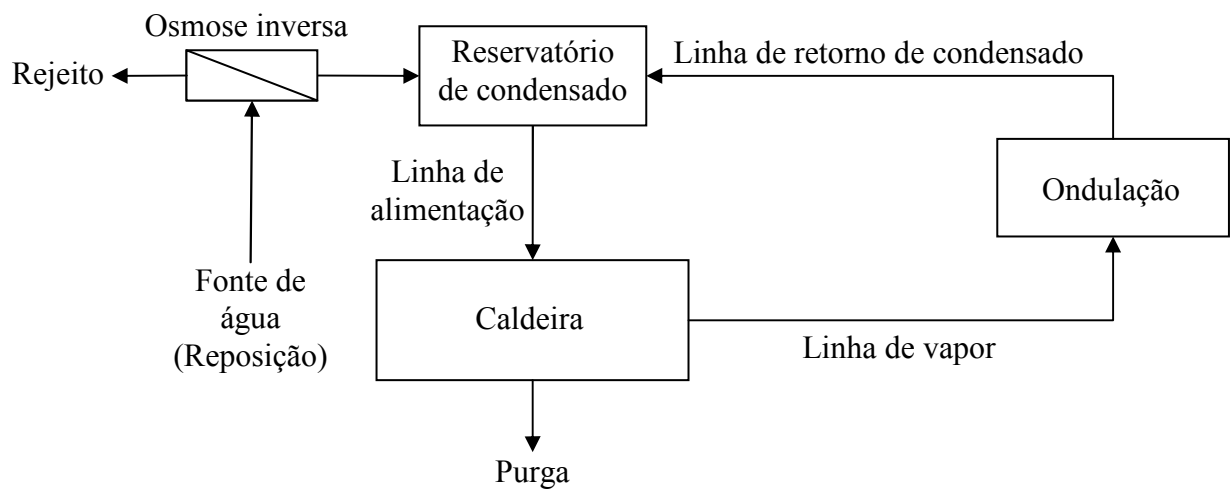 Osmose inversa
Rejeito
Reservatório
de condensado
Linha de retorno de condensado
Linha de
alimentação
Ondulação
Fonte de
água
(Reposição)
Caldeira
Linha de vapor
Purga